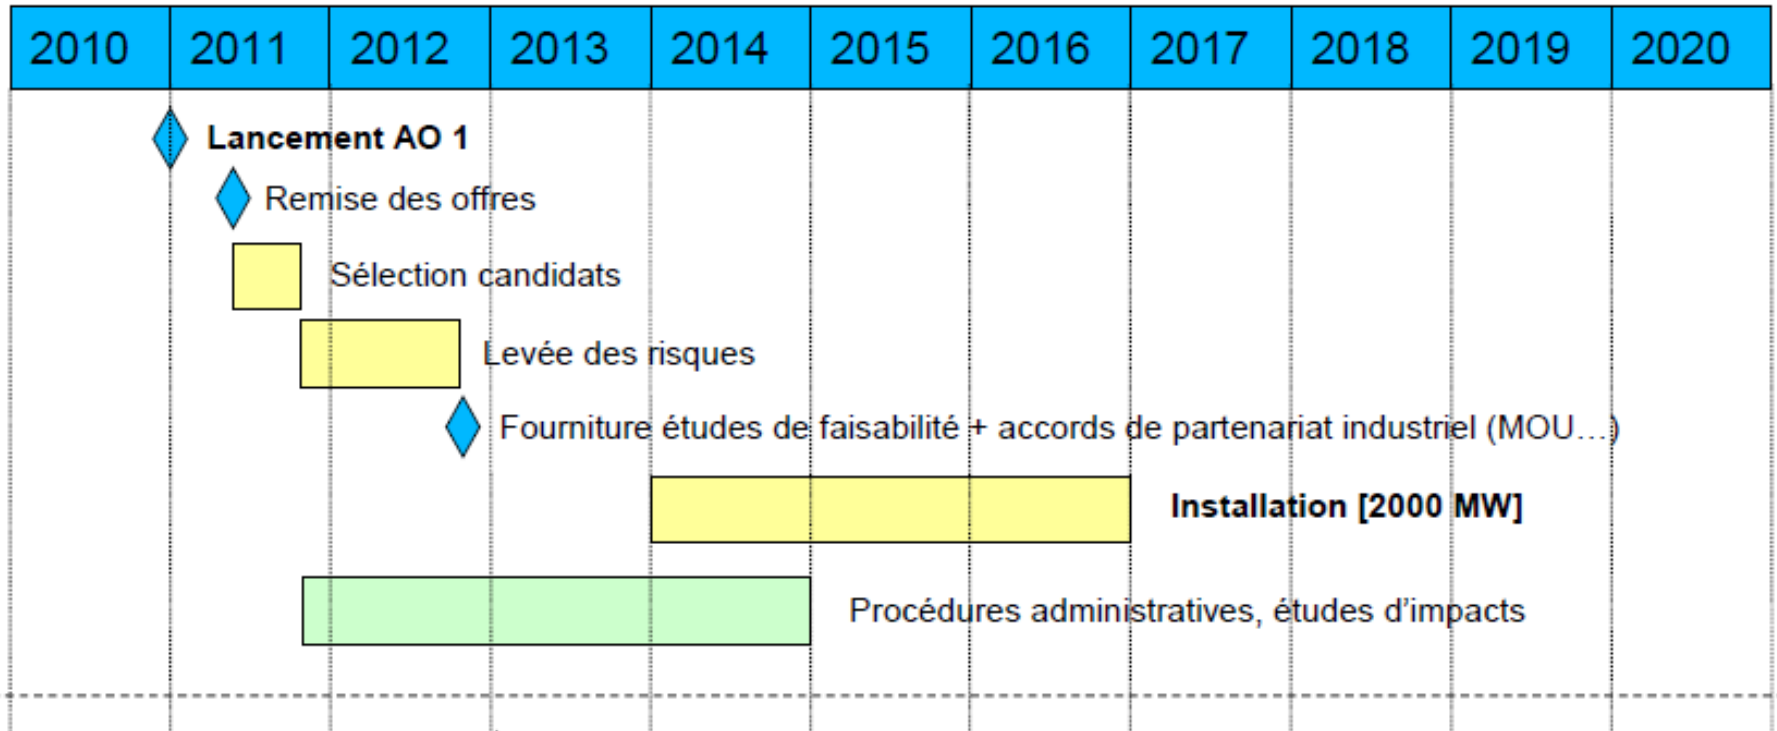 2010 2011 2012 2013 2014 2015 2016 2017 2018 2019 2020
Lancement AO 1
Remise des offres
Sélection candidats
Levée des risques
Fourniture études de faisabilité + accords de partenariat industriel (MOU…)
Installation [2000 MW]
Procédures administratives, études d’impacts